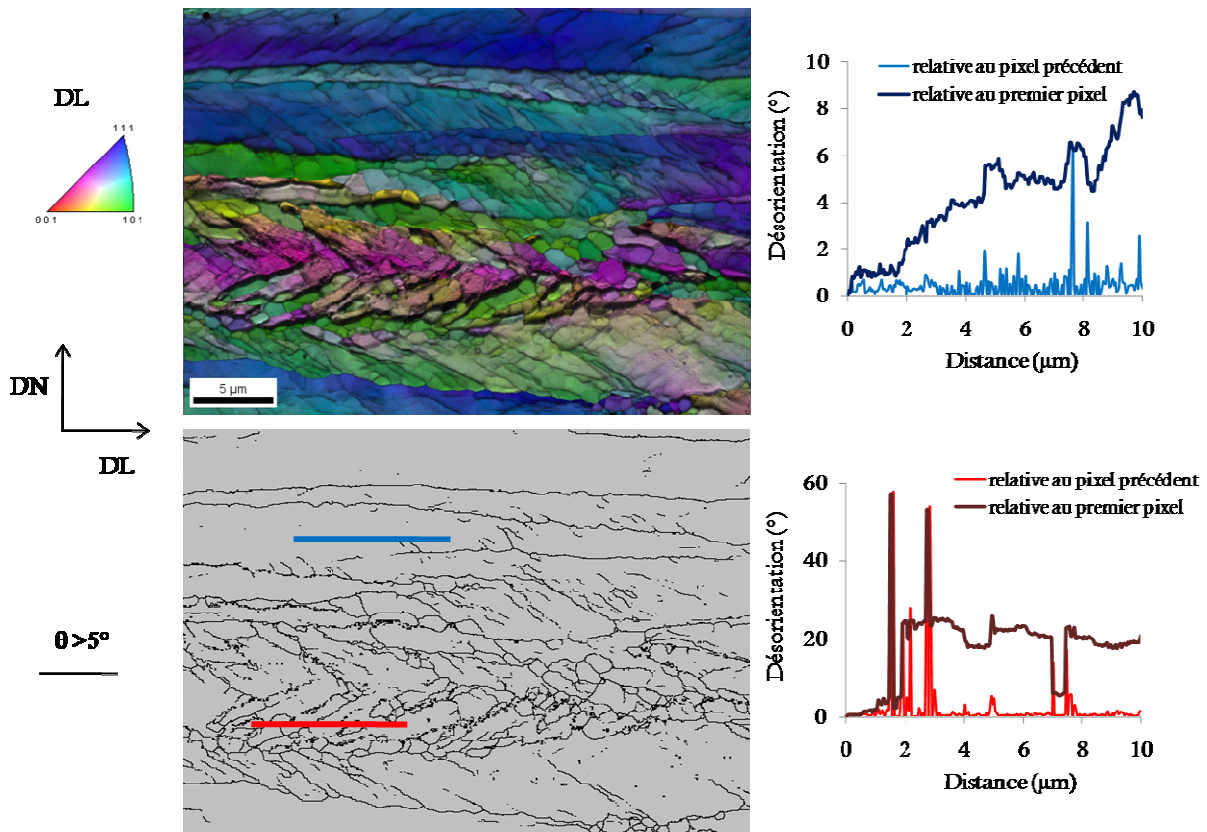 DL
111
001
101
DN
DL
θ>5°
5 µm
Désorientation (°)
10
8
6
4
2
0
relative au pixel précédent
relative au premier pixel
0 2 4 6 8 10
Distance (µm)
Désorientation (°)
60
40
20
0
relative au pixel précédent
relative au premier pixel
0 2 4 6 8 10
Distance (µm)